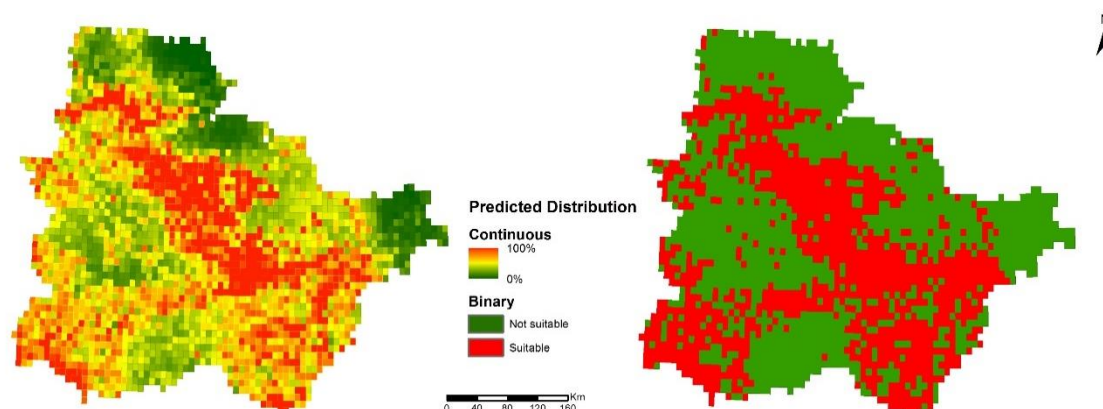 N
Predicted Distribution
Continuous
100%
0%
Binary
Not suitable
Suitable
Km
0 40 80 120 160